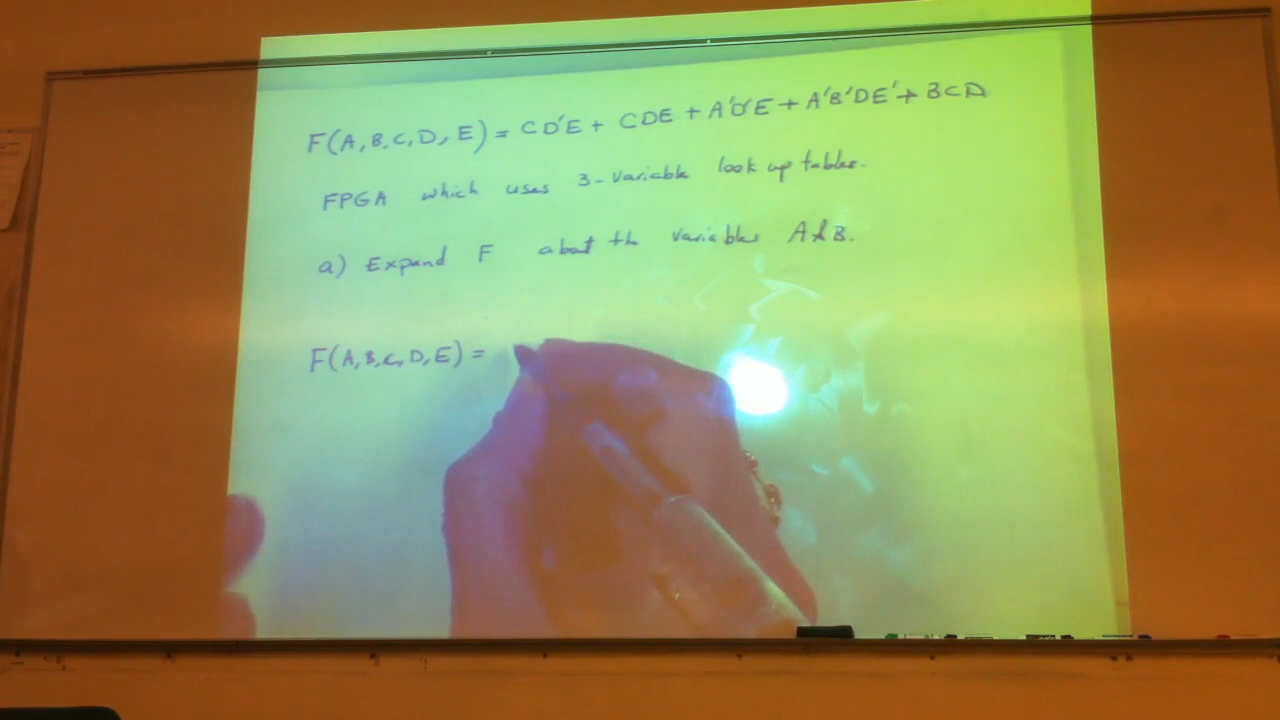 F(A,B,C,D,E) = CD'E + CDE + A'D'E + A'B'DE' + BCD
FPGA which uses 3-variable look up tables.
a) Expand F about the variables A&B.
F(A,B,C,D,E) =